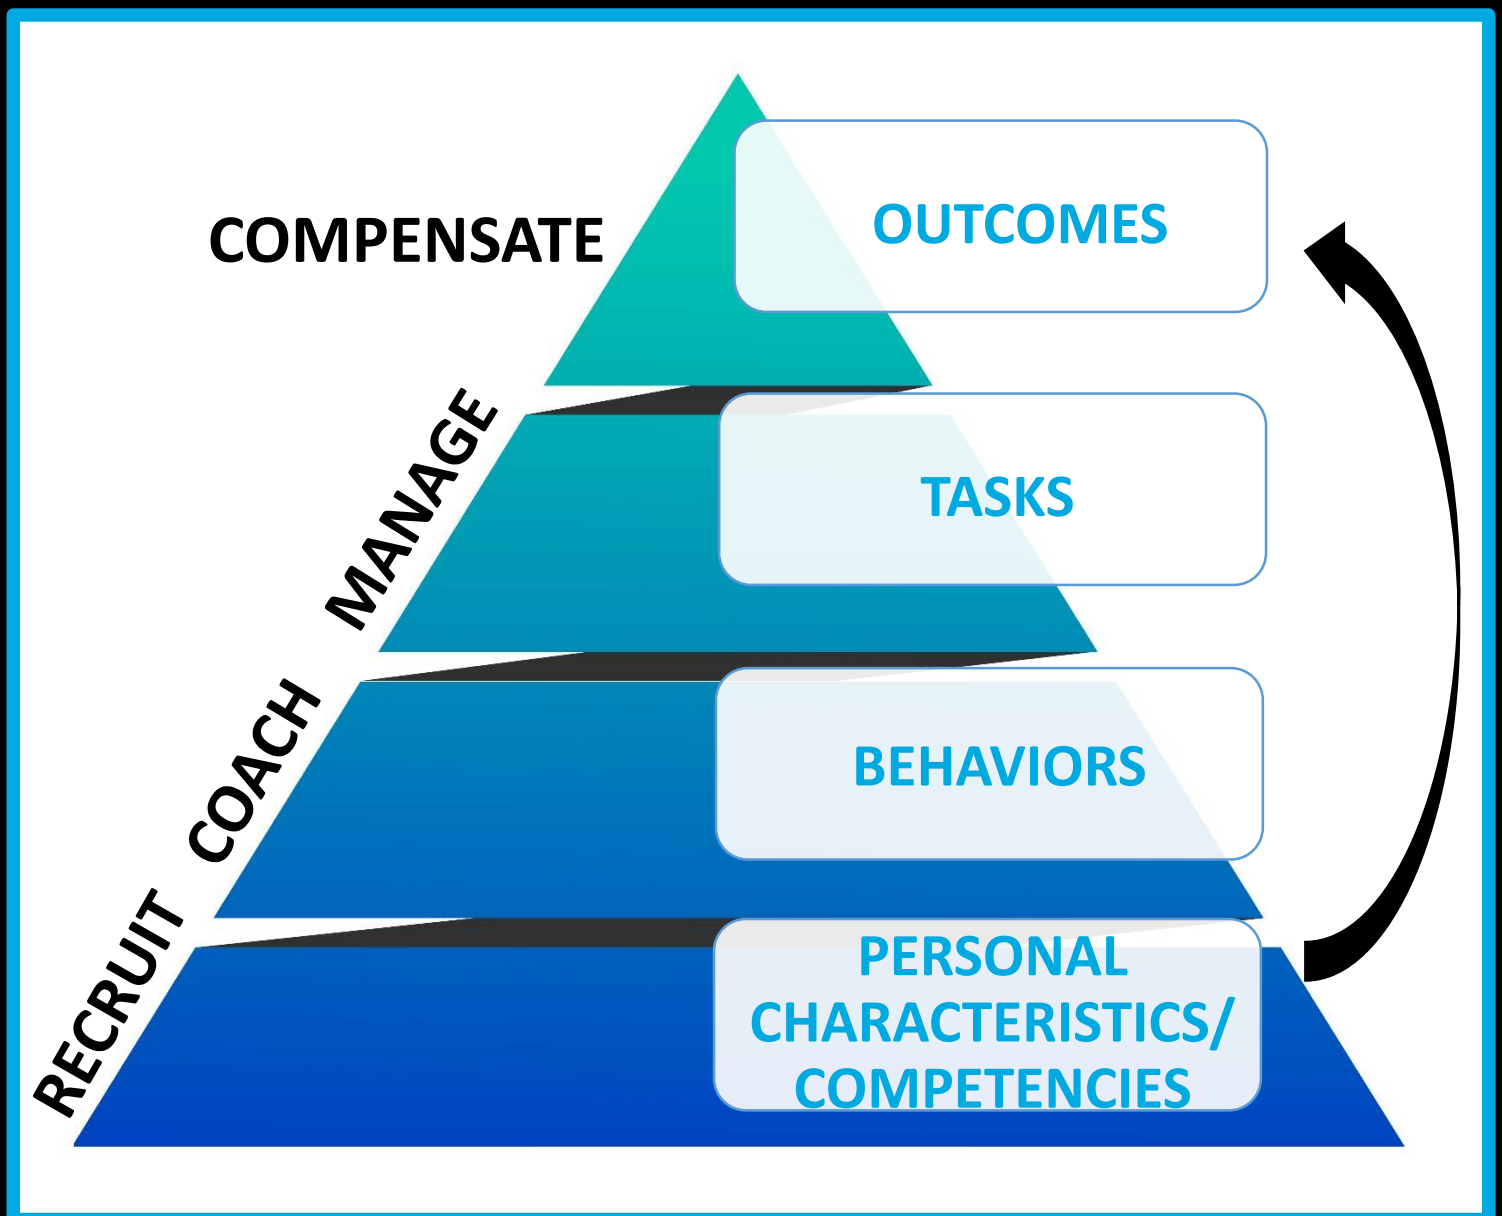 COMPENSATE
OUTCOMES
MANAGE
TASKS
COACH
BEHAVIORS
RECRUIT
PERSONAL
CHARACTERISTICS/
COMPETENCIES